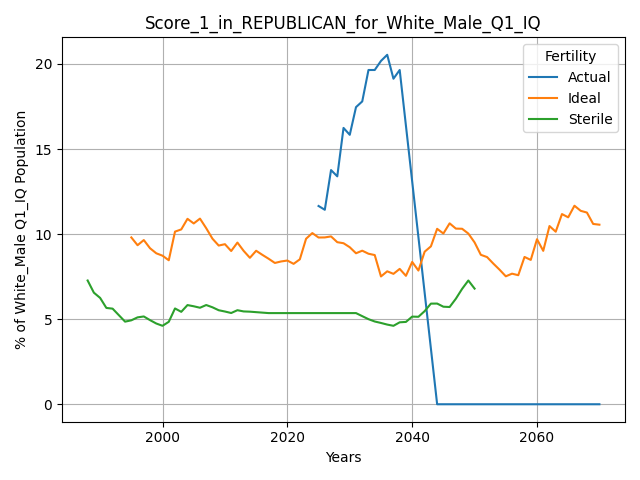 Score_1_in_REPUBLICAN_for_White_Male_Q1_IQ
Fertility
Actual
Ideal
Sterile
% of White_Male Q1_IQ Population
20
15
10
5
0
2000 2020 2040 2060
Years